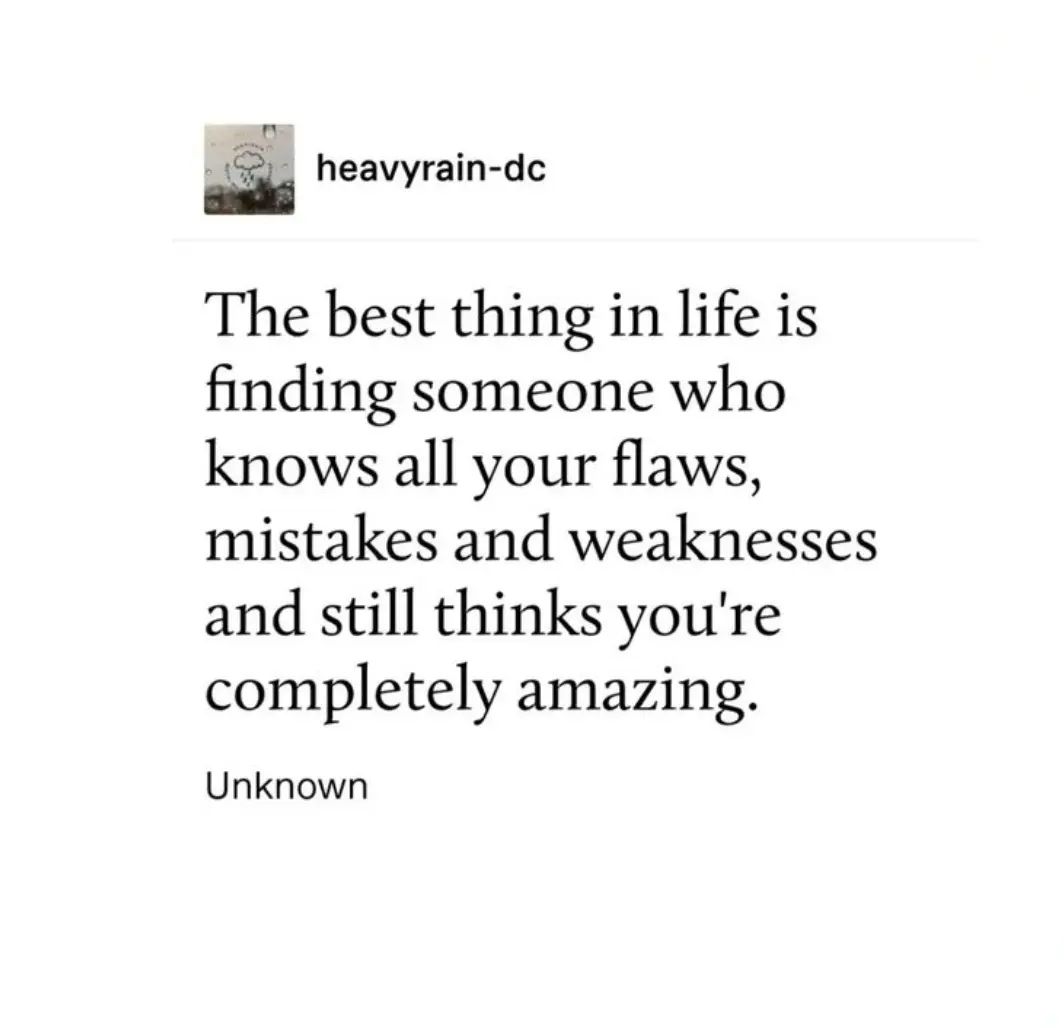 heavyrain-dc
The best thing in life is
finding someone who
knows all your flaws,
mistakes and weaknesses
and still thinks you're
completely amazing.
Unknown